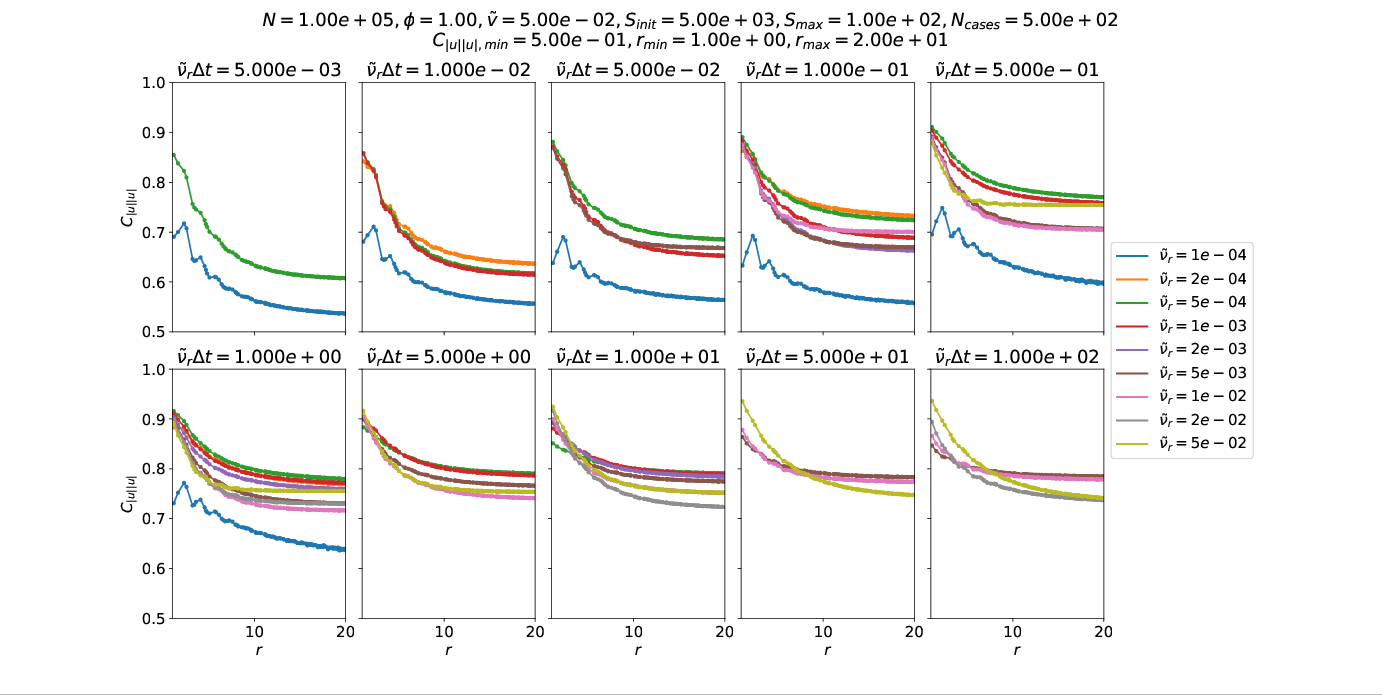 N = 1.00e + 05, ϕ = 1.00, ṽ = 5.00e − 02, S_init = 5.00e + 03, S_max = 1.00e + 02, N_cases = 5.00e + 02
C_|u||u|, min = 5.00e − 01, r_min = 1.00e + 00, r_max = 2.00e + 01
ν̃_rΔt = 5.000e − 03
ν̃_rΔt = 1.000e − 02
ν̃_rΔt = 5.000e − 02
ν̃_rΔt = 1.000e − 01
ν̃_rΔt = 5.000e − 01
1.0
0.9
0.8
0.7
0.6
0.5
C_|u||u|
ν̃_rΔt = 1.000e + 00
ν̃_rΔt = 5.000e + 00
ν̃_rΔt = 1.000e + 01
ν̃_rΔt = 5.000e + 01
ν̃_rΔt = 1.000e + 02
1.0
0.9
0.8
0.7
0.6
0.5
C_|u||u|
10 20
10 20
10 20
10 20
10 20
r
r
r
r
r
ν̃_r = 1e − 04
ν̃_r = 2e − 04
ν̃_r = 5e − 04
ν̃_r = 1e − 03
ν̃_r = 2e − 03
ν̃_r = 5e − 03
ν̃_r = 1e − 02
ν̃_r = 2e − 02
ν̃_r = 5e − 02